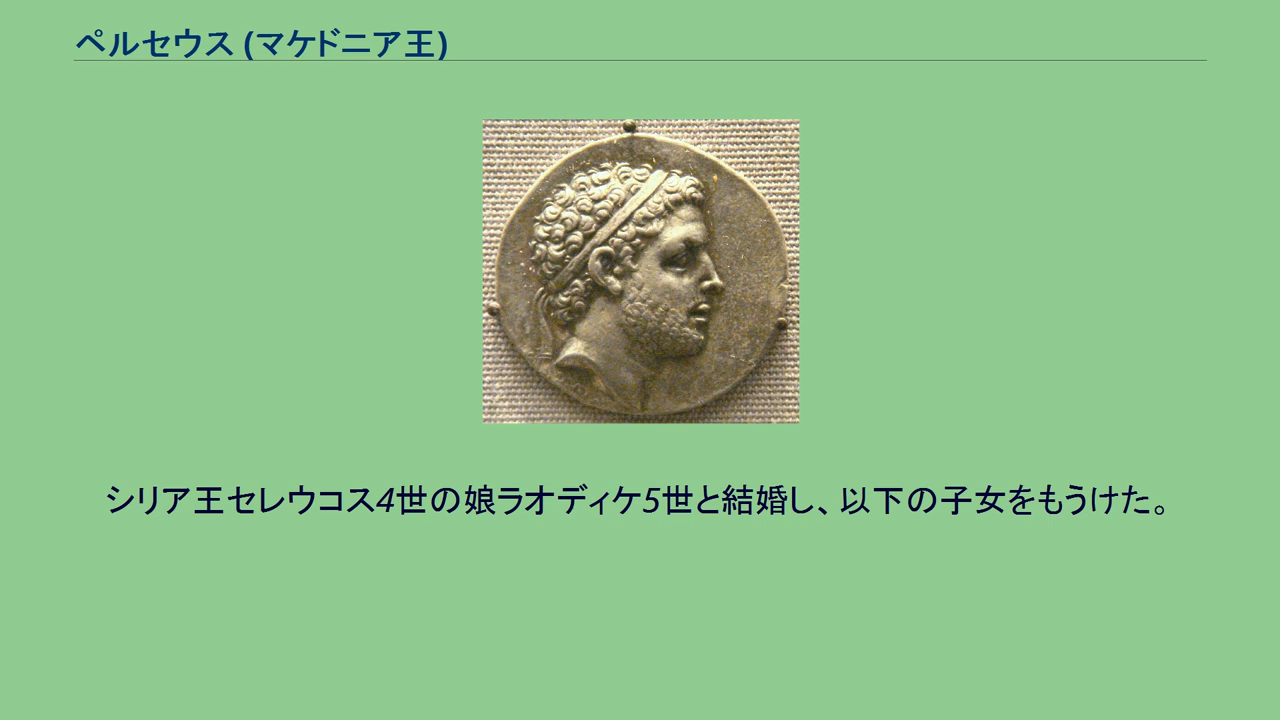 ペルセウス (マケドニア王)
シリア王セレウコス4世の娘ラオディケ5世と結婚し、以下の子女をもうけた。